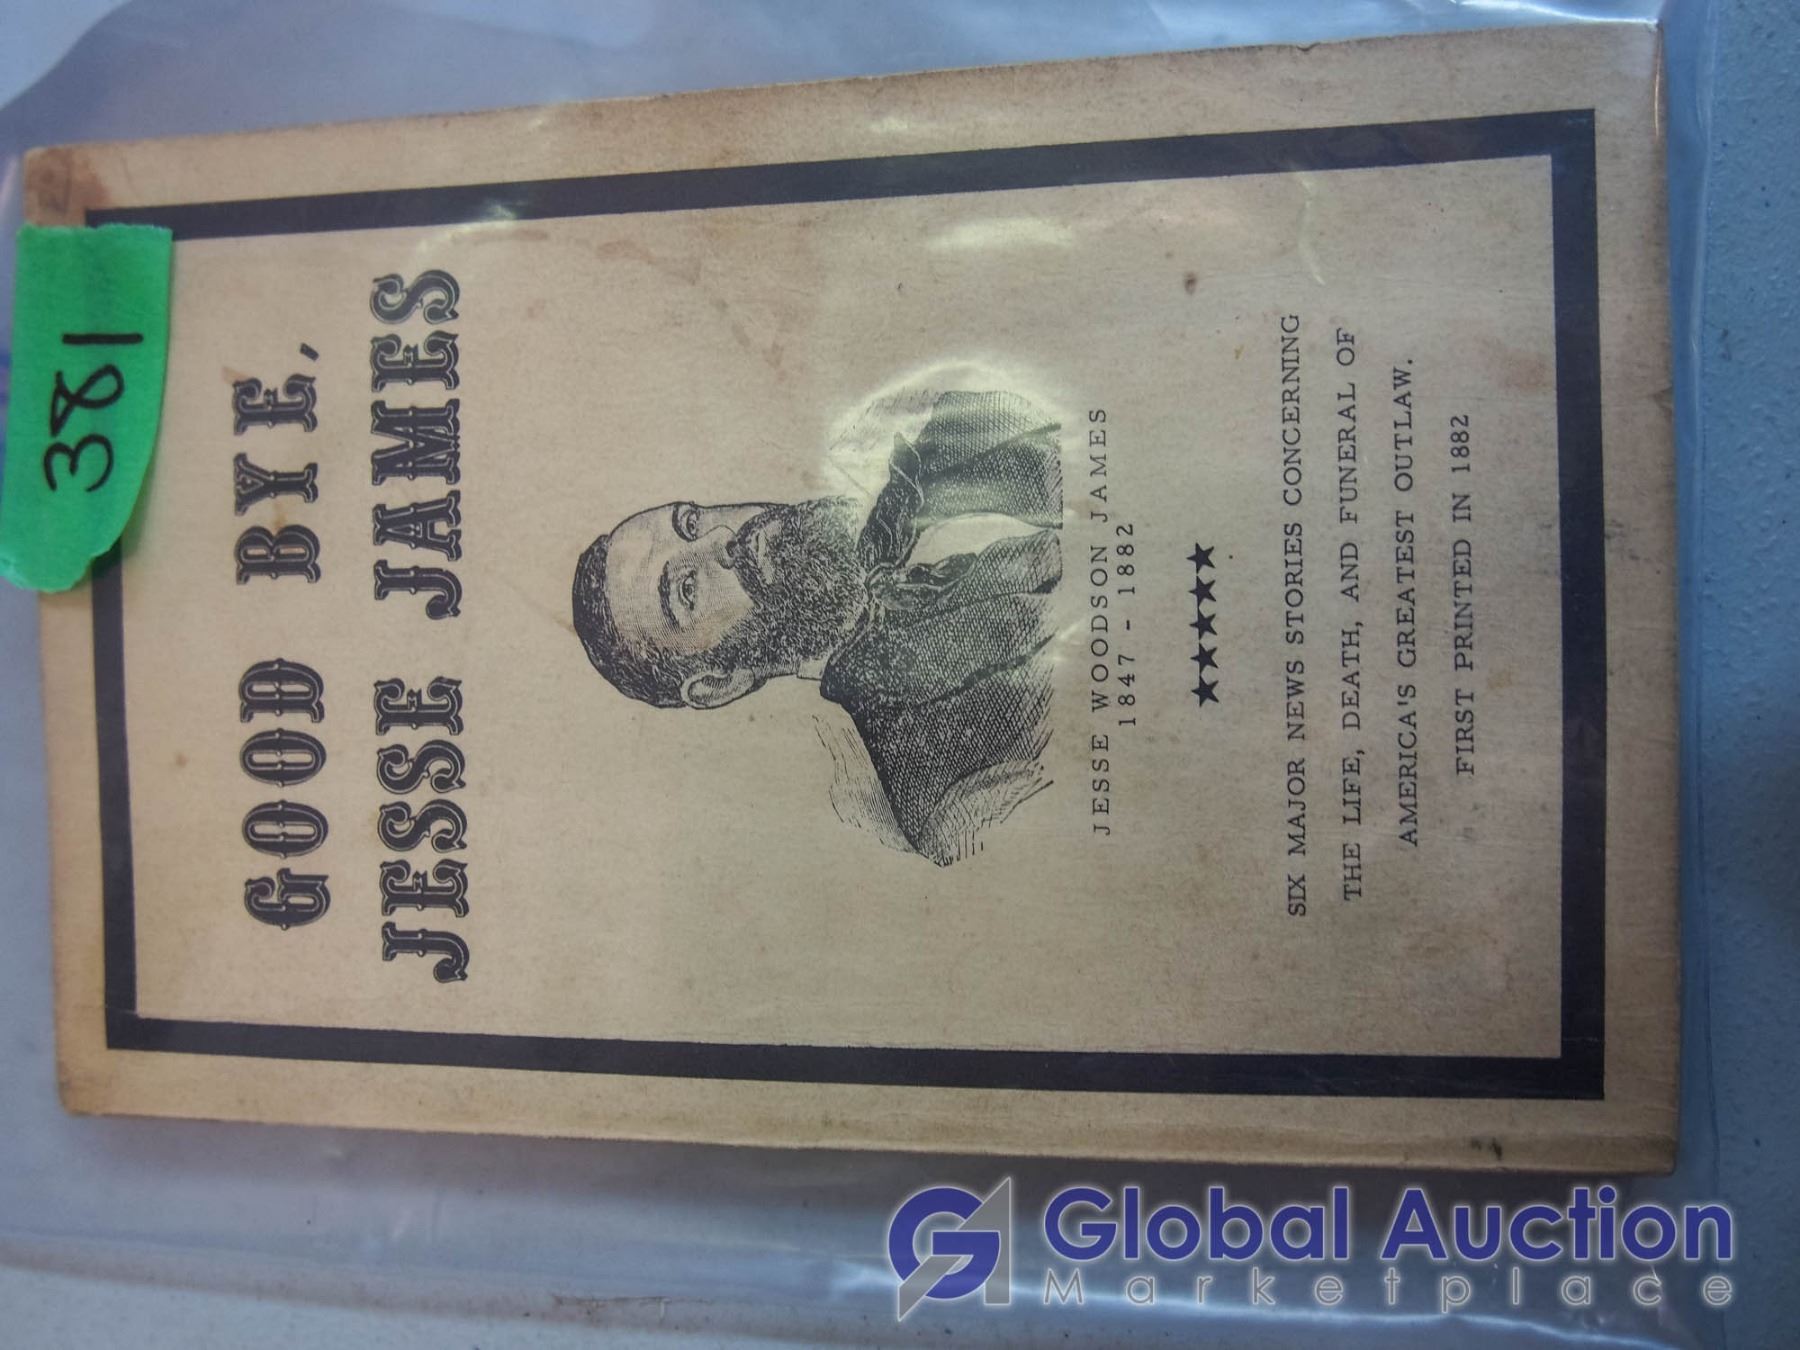 381
GOOD BYE,
JESSE JAMES
JESSE WOODSON JAMES
1847 - 1882
★★★★★
SIX MAJOR NEWS STORIES CONCERNING
THE LIFE, DEATH, AND FUNERAL OF
AMERICA'S GREATEST OUTLAW.
FIRST PRINTED IN 1882
Global Auction
Marketplace